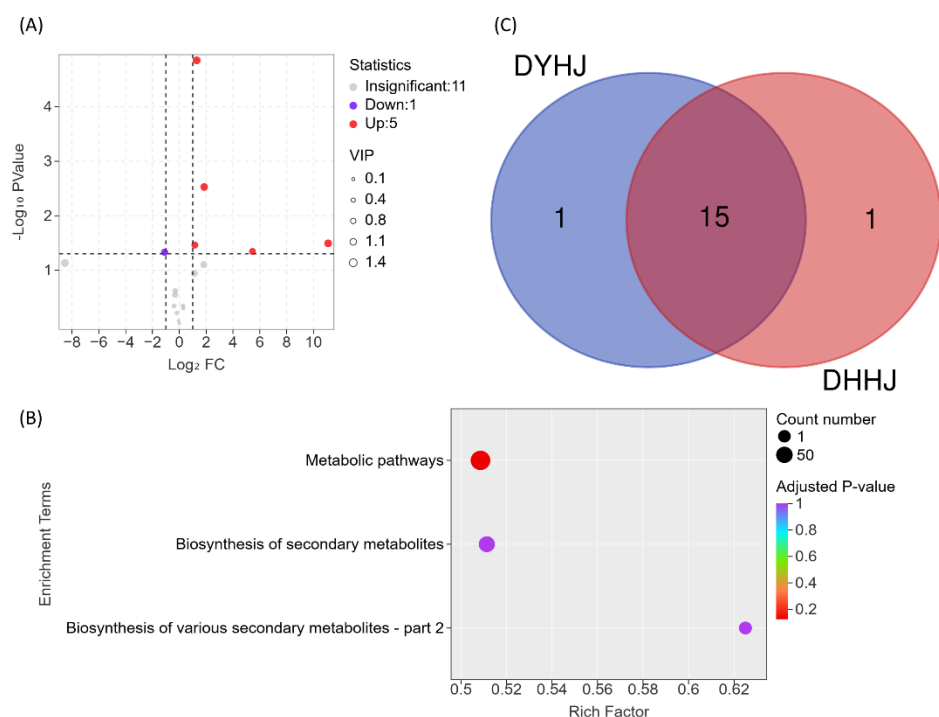 (A)
-Log₁₀ PValue
4
3
2
1
−8 −6 −4 −2 0 2 4 6 8 10
Log₂ FC
Statistics
Insignificant:11
Down:1
Up:5
VIP
0.1
0.4
0.8
1.1
1.4
(C)
DYHJ
1
15
1
DHHJ
(B)
Enrichment Terms
Metabolic pathways
Biosynthesis of secondary metabolites
Biosynthesis of various secondary metabolites - part 2
0.5 0.52 0.54 0.56 0.58 0.6 0.62
Rich Factor
Count number
1
50
Adjusted P-value
1
0.8
0.6
0.4
0.2